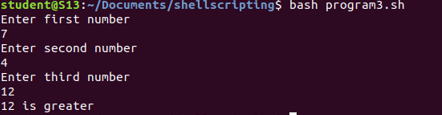 student@S13:~/Documents/shellscripting$ bash program3.sh
Enter first number
7
Enter second number
4
Enter third number
12
12 is greater